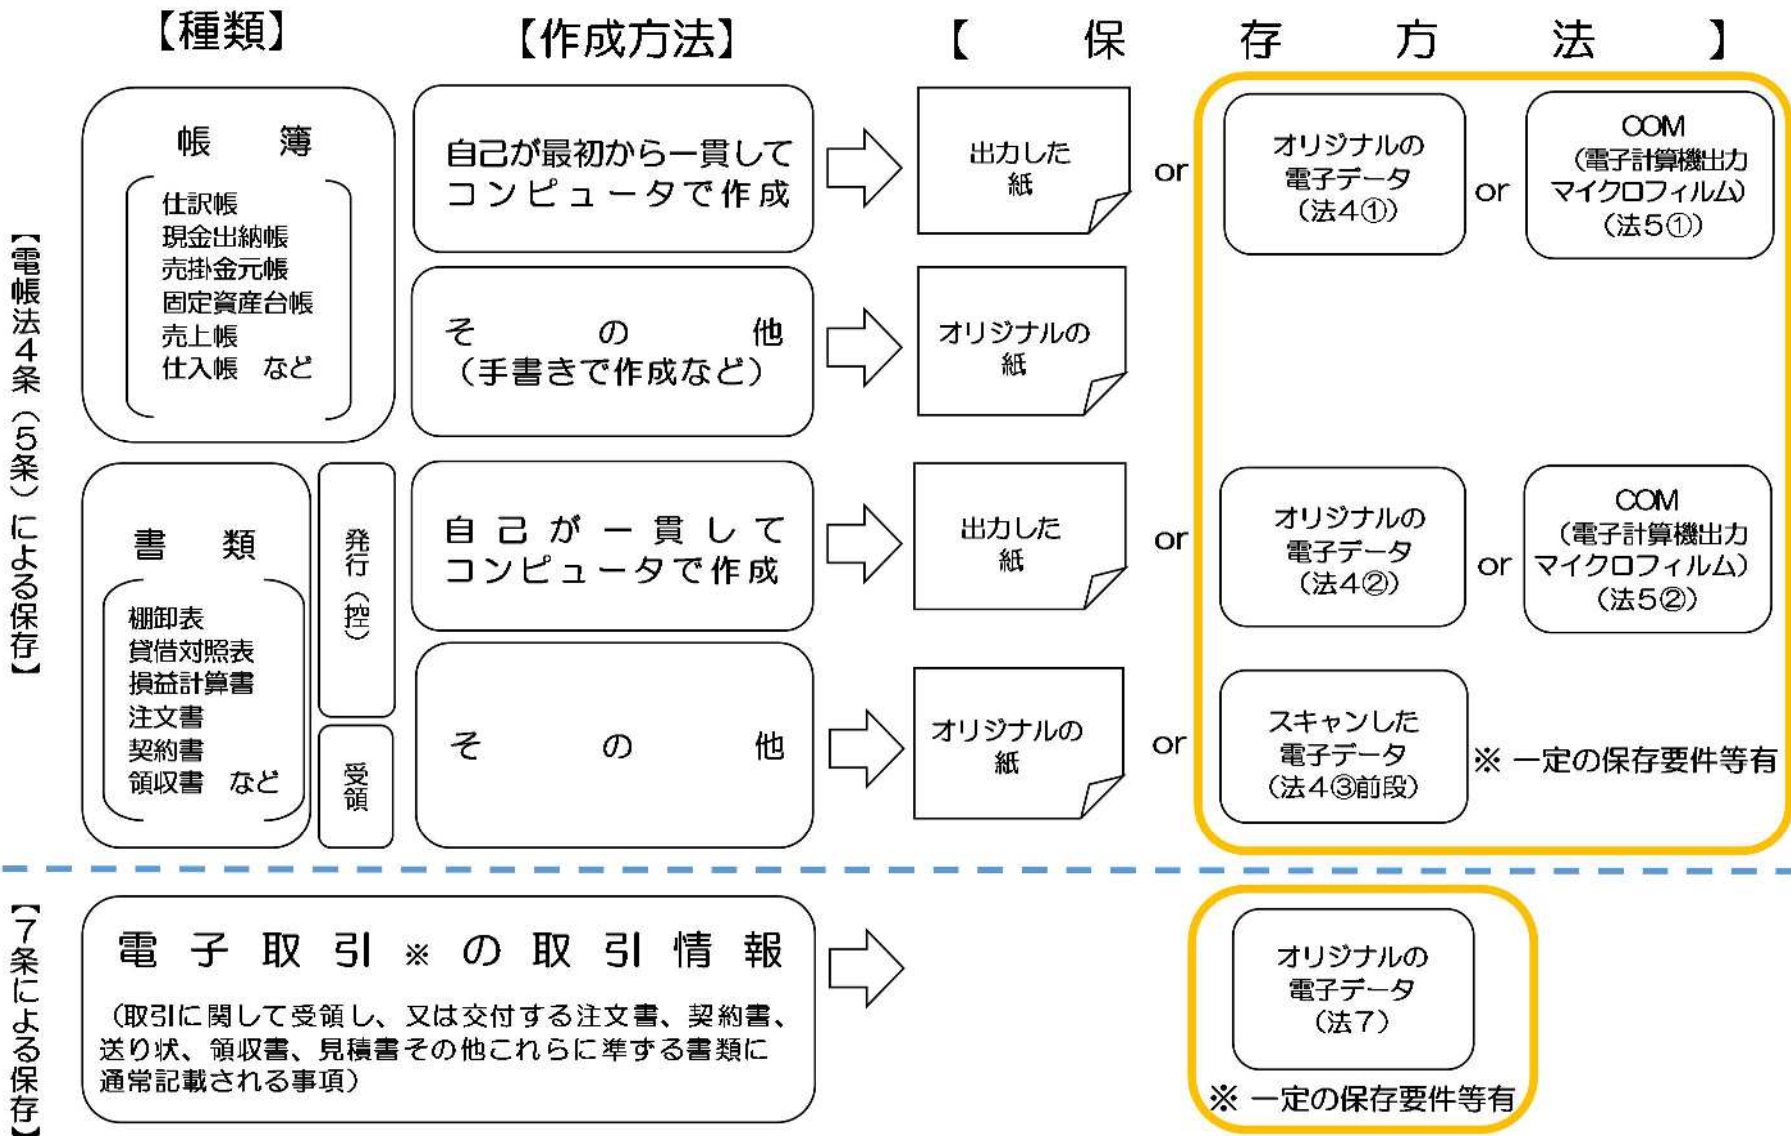 【種類】
【作成方法】
【保存方法】
【電帳法4条（5条）による保存】
帳簿
仕訳帳
現金出納帳
売掛金元帳
固定資産台帳
売上帳
仕入帳　など
自己が最初から一貫して
コンピュータで作成
出力した
紙
or
オリジナルの
電子データ
（法4①）
or
COM
（電子計算機出力
マイクロフィルム）
（法5①）
その他
（手書きで作成など）
オリジナルの
紙
書類
棚卸表
貸借対照表
損益計算書
注文書
契約書
領収書　など
発行（控）
受領
自己が一貫して
コンピュータで作成
出力した
紙
or
オリジナルの
電子データ
（法4②）
or
COM
（電子計算機出力
マイクロフィルム）
（法5②）
その他
オリジナルの
紙
or
スキャンした
電子データ
（法4③前段）
※ 一定の保存要件等有
【7条による保存】
電子取引※の取引情報
（取引に関して受領し、又は交付する注文書、契約書、
送り状、領収書、見積書その他これらに準ずる書類に
通常記載される事項）
オリジナルの
電子データ
（法7）
※ 一定の保存要件等有